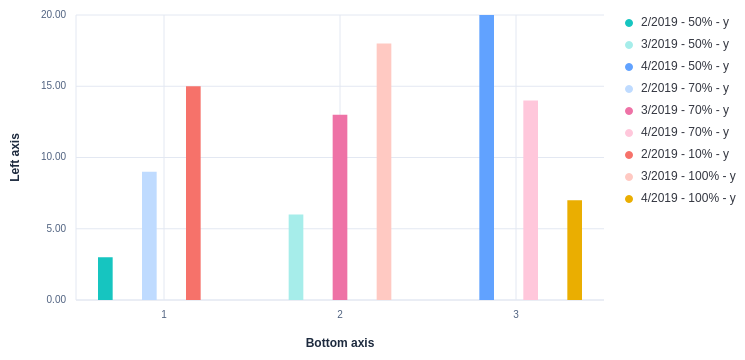 20.00
15.00
10.00
5.00
0.00
Left axis
1
2
3
Bottom axis
2/2019 - 50% - y
3/2019 - 50% - y
4/2019 - 50% - y
2/2019 - 70% - y
3/2019 - 70% - y
4/2019 - 70% - y
2/2019 - 10% - y
3/2019 - 100% - y
4/2019 - 100% - y